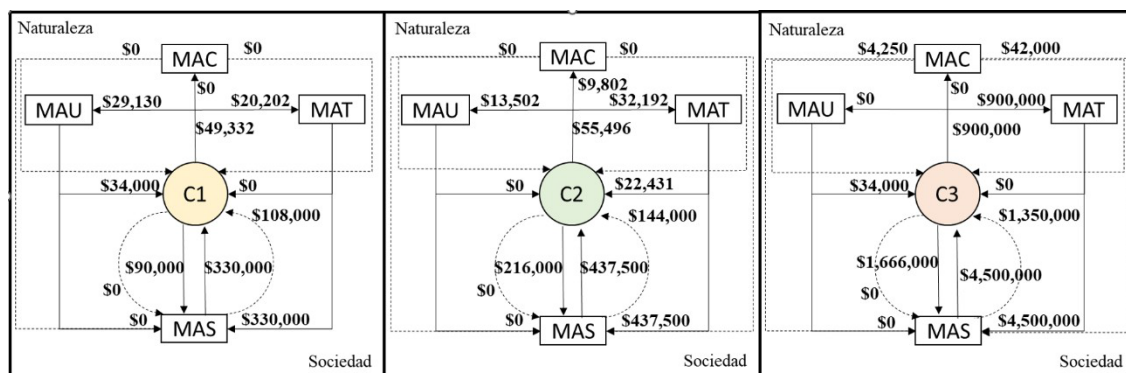 Naturaleza
$0 $0
MAC
$0
MAU $29,130 $20,202 MAT
$49,332
$34,000 C1 $0
$108,000
$90,000 $330,000
$0
$0 MAS $330,000
Sociedad
Naturaleza
$0 $0
MAC
$9,802
MAU $13,502 $32,192 MAT
$55,496
$0 C2 $22,431
$144,000
$216,000 $437,500
$0
$0 MAS $437,500
Sociedad
Naturaleza
$4,250 $42,000
MAC
$0
MAU $0 $900,000 MAT
$900,000
$34,000 C3 $0
$1,350,000
$1,666,000 $4,500,000
$0
$0 MAS $4,500,000
Sociedad